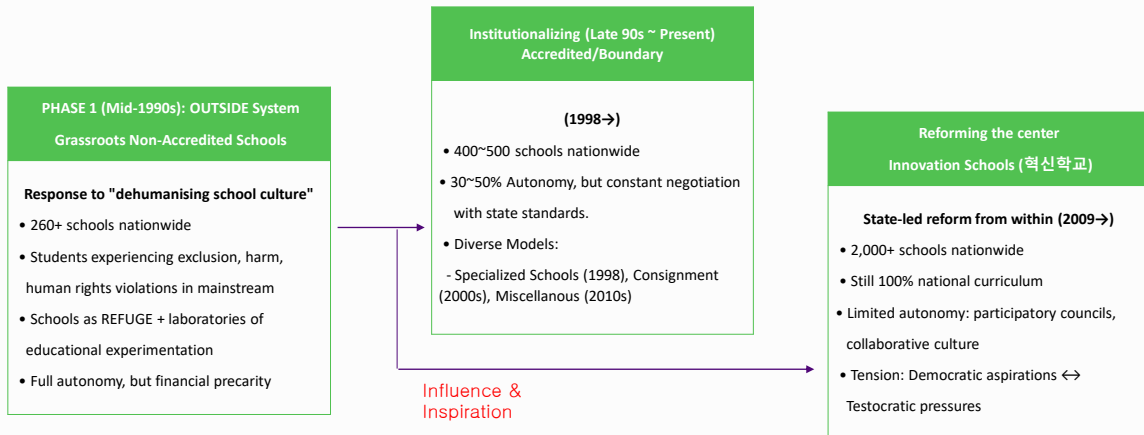 PHASE 1 (Mid-1990s): OUTSIDE System
Grassroots Non-Accredited Schools
Response to "dehumanising school culture"
• 260+ schools nationwide
• Students experiencing exclusion, harm,
human rights violations in mainstream
• Schools as REFUGE + laboratories of
educational experimentation
• Full autonomy, but financial precarity
Institutionalizing (Late 90s ~ Present)
Accredited/Boundary
(1998→)
• 400~500 schools nationwide
• 30~50% Autonomy, but constant negotiation
with state standards.
• Diverse Models:
- Specialized Schools (1998), Consignment
(2000s), Miscellanous (2010s)
Influence &
Inspiration
Reforming the center
Innovation Schools (혁신학교)
State-led reform from within (2009→)
• 2,000+ schools nationwide
• Still 100% national curriculum
• Limited autonomy: participatory councils,
collaborative culture
• Tension: Democratic aspirations ↔
Testocratic pressures